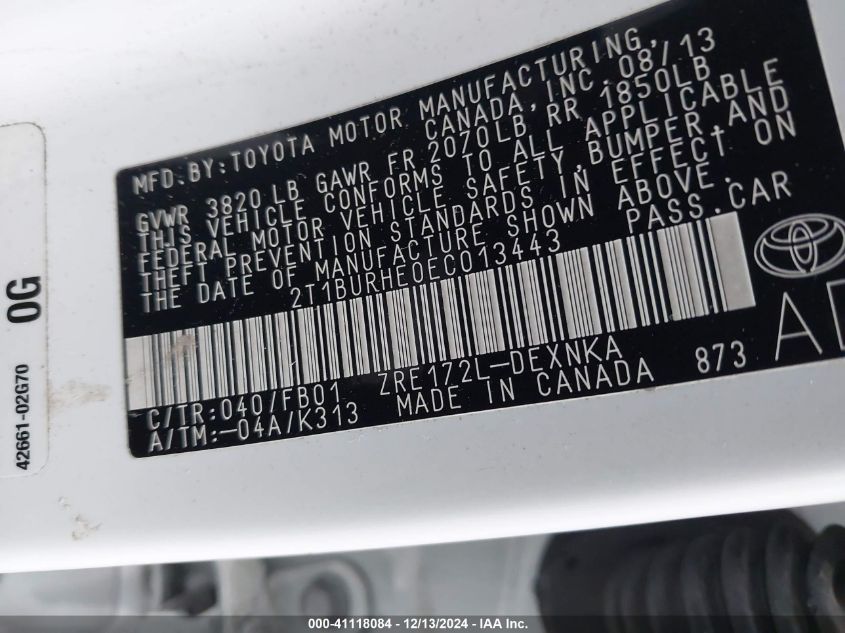 MFD.BY:TOYOTA MOTOR MANUFACTURING,
CANADA, INC. 08/13
GVWR 3820 LB GAWR FR 2070LB RR 1850LB
THIS VEHICLE CONFORMS TO ALL APPLICABLE
FEDERAL MOTOR VEHICLE SAFETY,BUMPER AND
THEFT PREVENTION STANDARDS IN EFFECT ON
THE DATE OF MANUFACTURE SHOWN ABOVE.
2T1BURHE0EC013443 PASS.CAR
C/TR:040/FB01 ZRE172L-DEXNKA 873
A/TM:-04A/K313 MADE IN CANADA
42661-02G70 0G
000-41118084 - 12/13/2024 - IAA Inc.